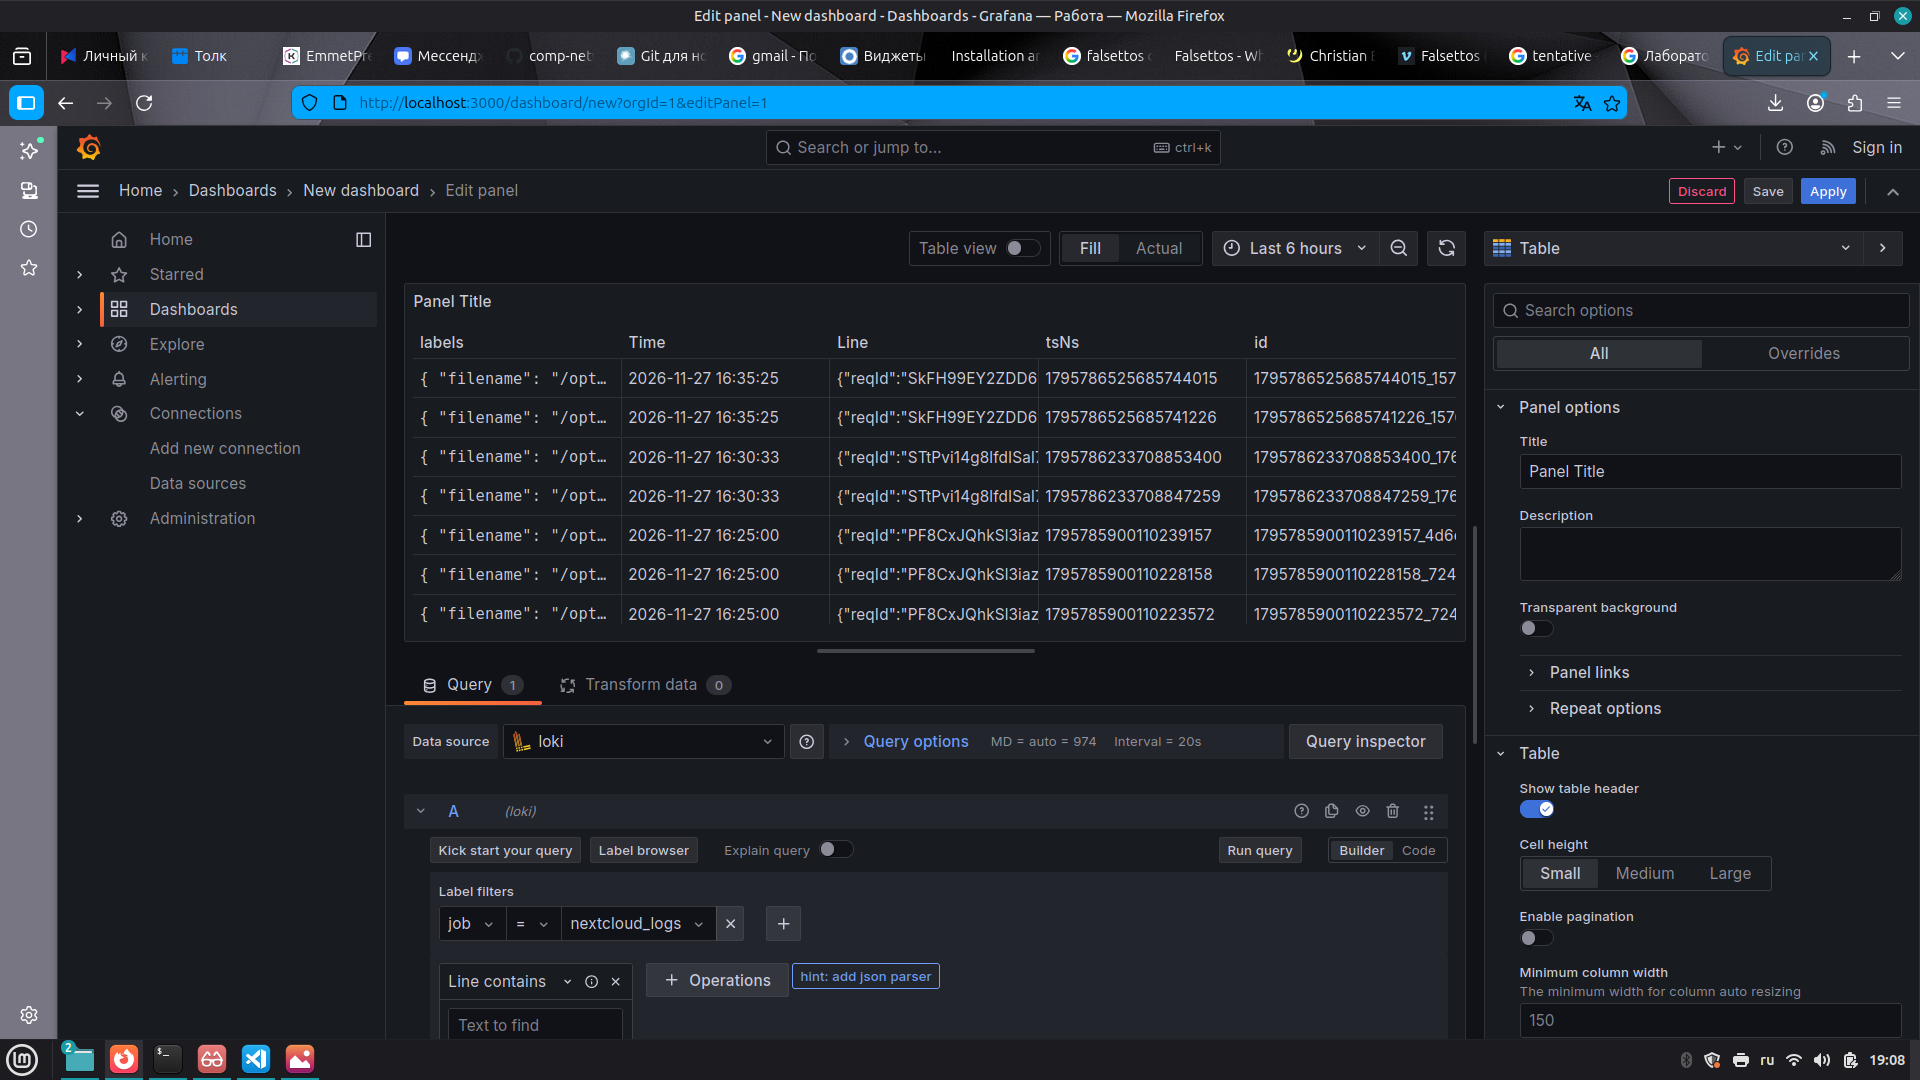 Edit panel - New dashboard - Dashboards - Grafana — Работа — Mozilla Firefox
Личный к
Толк
EmmetPre
Мессендж
comp-net
Git для но
gmail - По
Виджеты
Installation an
falsettos c
Falsettos - Wh
Christian B
Falsettos
tentative
Лаборато
Edit pan
http://localhost:3000/dashboard/new?orgId=1&editPanel=1
Search or jump to...
ctrl+k
Sign in
Home › Dashboards › New dashboard › Edit panel
Discard
Save
Apply
Home
Starred
Dashboards
Explore
Alerting
Connections
Add new connection
Data sources
Administration
Table view
Fill
Actual
Last 6 hours
Table
Panel Title
labels Time Line tsNs id
{ "filename": "/opt… 2026-11-27 16:35:25 {"reqId":"SkFH99EY2ZDD6 1795786525685744015 1795786525685744015_157
{ "filename": "/opt… 2026-11-27 16:35:25 {"reqId":"SkFH99EY2ZDD6 1795786525685741226 1795786525685741226_157
{ "filename": "/opt… 2026-11-27 16:30:33 {"reqId":"STtPvi14g8IfdISal 1795786233708853400 1795786233708853400_176
{ "filename": "/opt… 2026-11-27 16:30:33 {"reqId":"STtPvi14g8IfdISal 1795786233708847259 1795786233708847259_176
{ "filename": "/opt… 2026-11-27 16:25:00 {"reqId":"PF8CxJQhkSl3iaz 1795785900110239157 1795785900110239157_4d6
{ "filename": "/opt… 2026-11-27 16:25:00 {"reqId":"PF8CxJQhkSl3iaz 1795785900110228158 1795785900110228158_724
{ "filename": "/opt… 2026-11-27 16:25:00 {"reqId":"PF8CxJQhkSl3iaz 1795785900110223572 1795785900110223572_724
Query 1
Transform data 0
Data source
loki
Query options MD = auto = 974 Interval = 20s
Query inspector
A (loki)
Kick start your query
Label browser
Explain query
Run query
Builder
Code
Label filters
job
=
nextcloud_logs
Line contains
Operations
hint: add json parser
Text to find
Search options
All
Overrides
Panel options
Title
Panel Title
Description
Transparent background
Panel links
Repeat options
Table
Show table header
Cell height
Small
Medium
Large
Enable pagination
Minimum column width
The minimum width for column auto resizing
150
2
ru
19:08